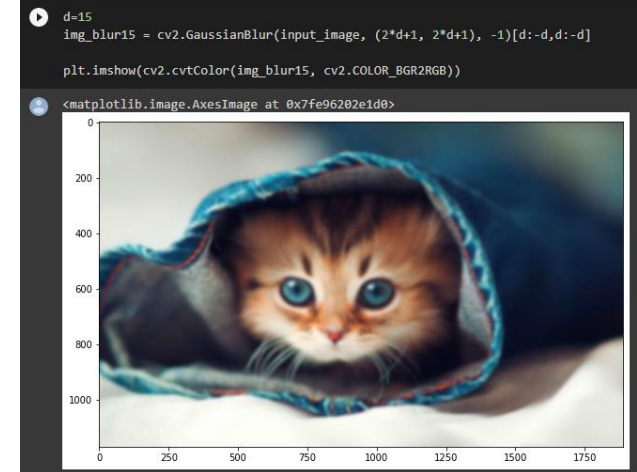 d=15
img_blur15 = cv2.GaussianBlur(input_image, (2*d+1, 2*d+1), -1)[d:-d,d:-d]
plt.imshow(cv2.cvtColor(img_blur15, cv2.COLOR_BGR2RGB))
<matplotlib.image.AxesImage at 0x7fe96202e1d0>
0
200
400
600
800
1000
0 250 500 750 1000 1250 1500 1750